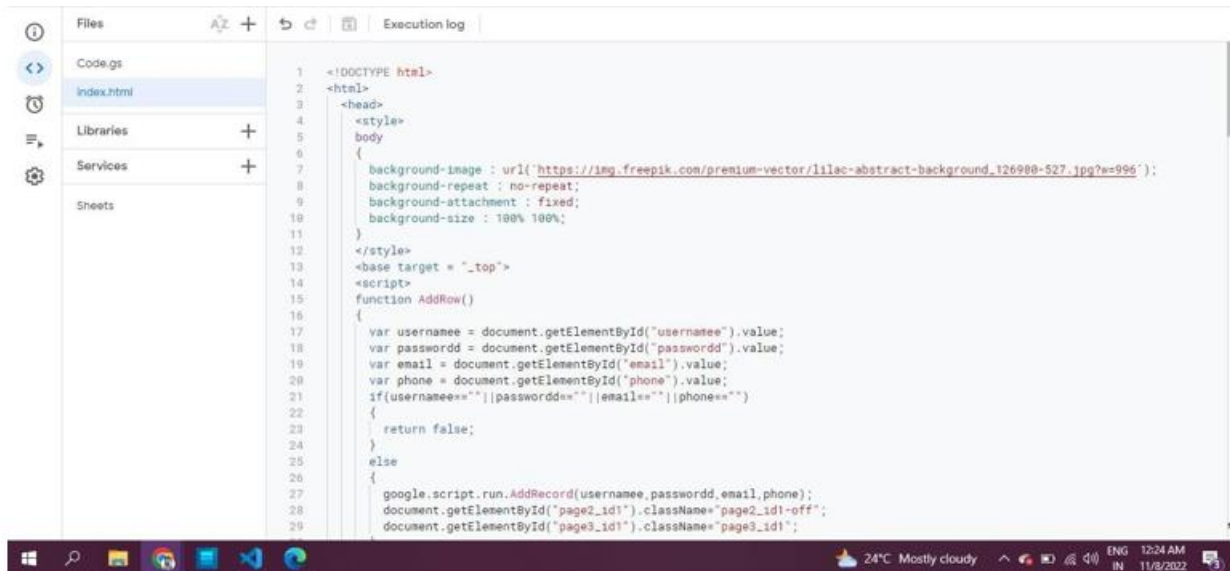 Files
AZ
Execution log
Code.gs
index.html
Libraries
Services
Sheets
1 <!DOCTYPE html>
2 <html>
3 <head>
4 <style>
5 body
6 {
7 background-image : url('https://img.freepik.com/premium-vector/lilac-abstract-background_126980-527.jpg?w=996');
8 background-repeat : no-repeat;
9 background-attachment : fixed;
10 background-size : 100% 100%;
11 }
12 </style>
13 <base target = "_top">
14 <script>
15 function AddRow()
16 {
17 var usernamee = document.getElementById("usernamee").value;
18 var passwordd = document.getElementById("passwordd").value;
19 var email = document.getElementById("email").value;
20 var phone = document.getElementById("phone").value;
21 if(usernamee==""||passwordd==""||email==""||phone=="")
22 {
23 return false;
24 }
25 else
26 {
27 google.script.run.AddRecord(usernamee,passwordd,email,phone);
28 document.getElementById("page2_id1").className="page2_id1-off";
29 document.getElementById("page3_id1").className="page3_id1";
24°C Mostly cloudy
ENG
IN
12:24 AM
11/8/2022